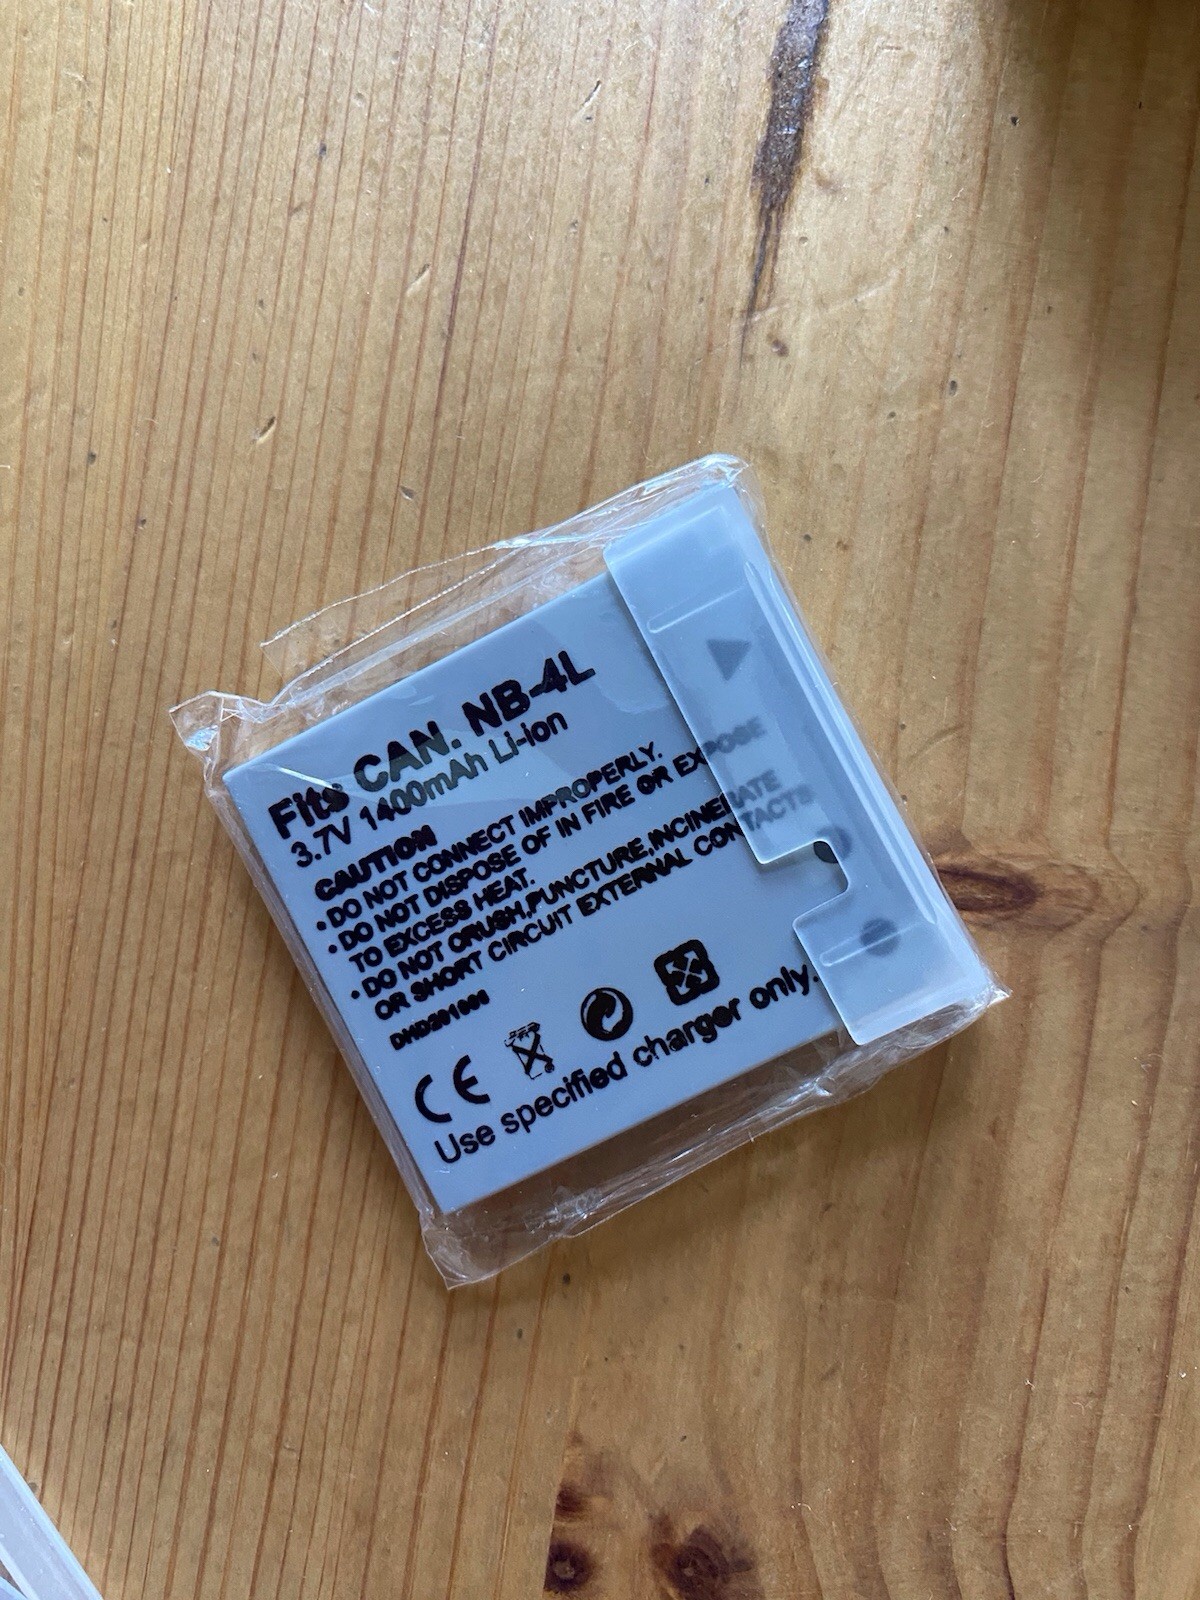 Fits CAN. NB-4L
3.7V 1400mAh Li-ion
CAUTION
• DO NOT CONNECT IMPROPERLY.
• DO NOT DISPOSE OF IN FIRE OR EXPOSE
TO EXCESS HEAT.
• DO NOT CRUSH,PUNCTURE,INCINERATE
OR SHORT CIRCUIT EXTERNAL CONTACTS
CE
Use specified charger only.